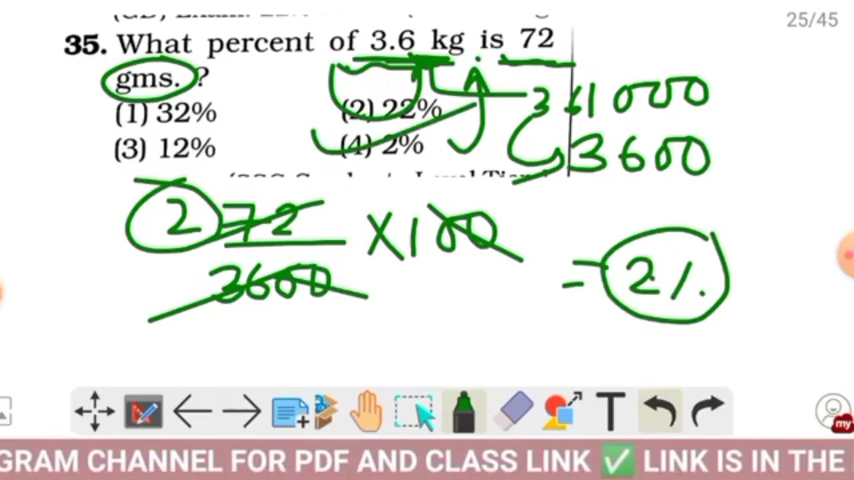 25/45
35. What percent of 3.6 kg is 72
gms. ?
(1) 32% (2) 22%
(3) 12% (4) 2%
1000
3600
2 72
3600
×100
= 2%
T
my
GRAM CHANNEL FOR PDF AND CLASS LINK ✅ LINK IS IN THE